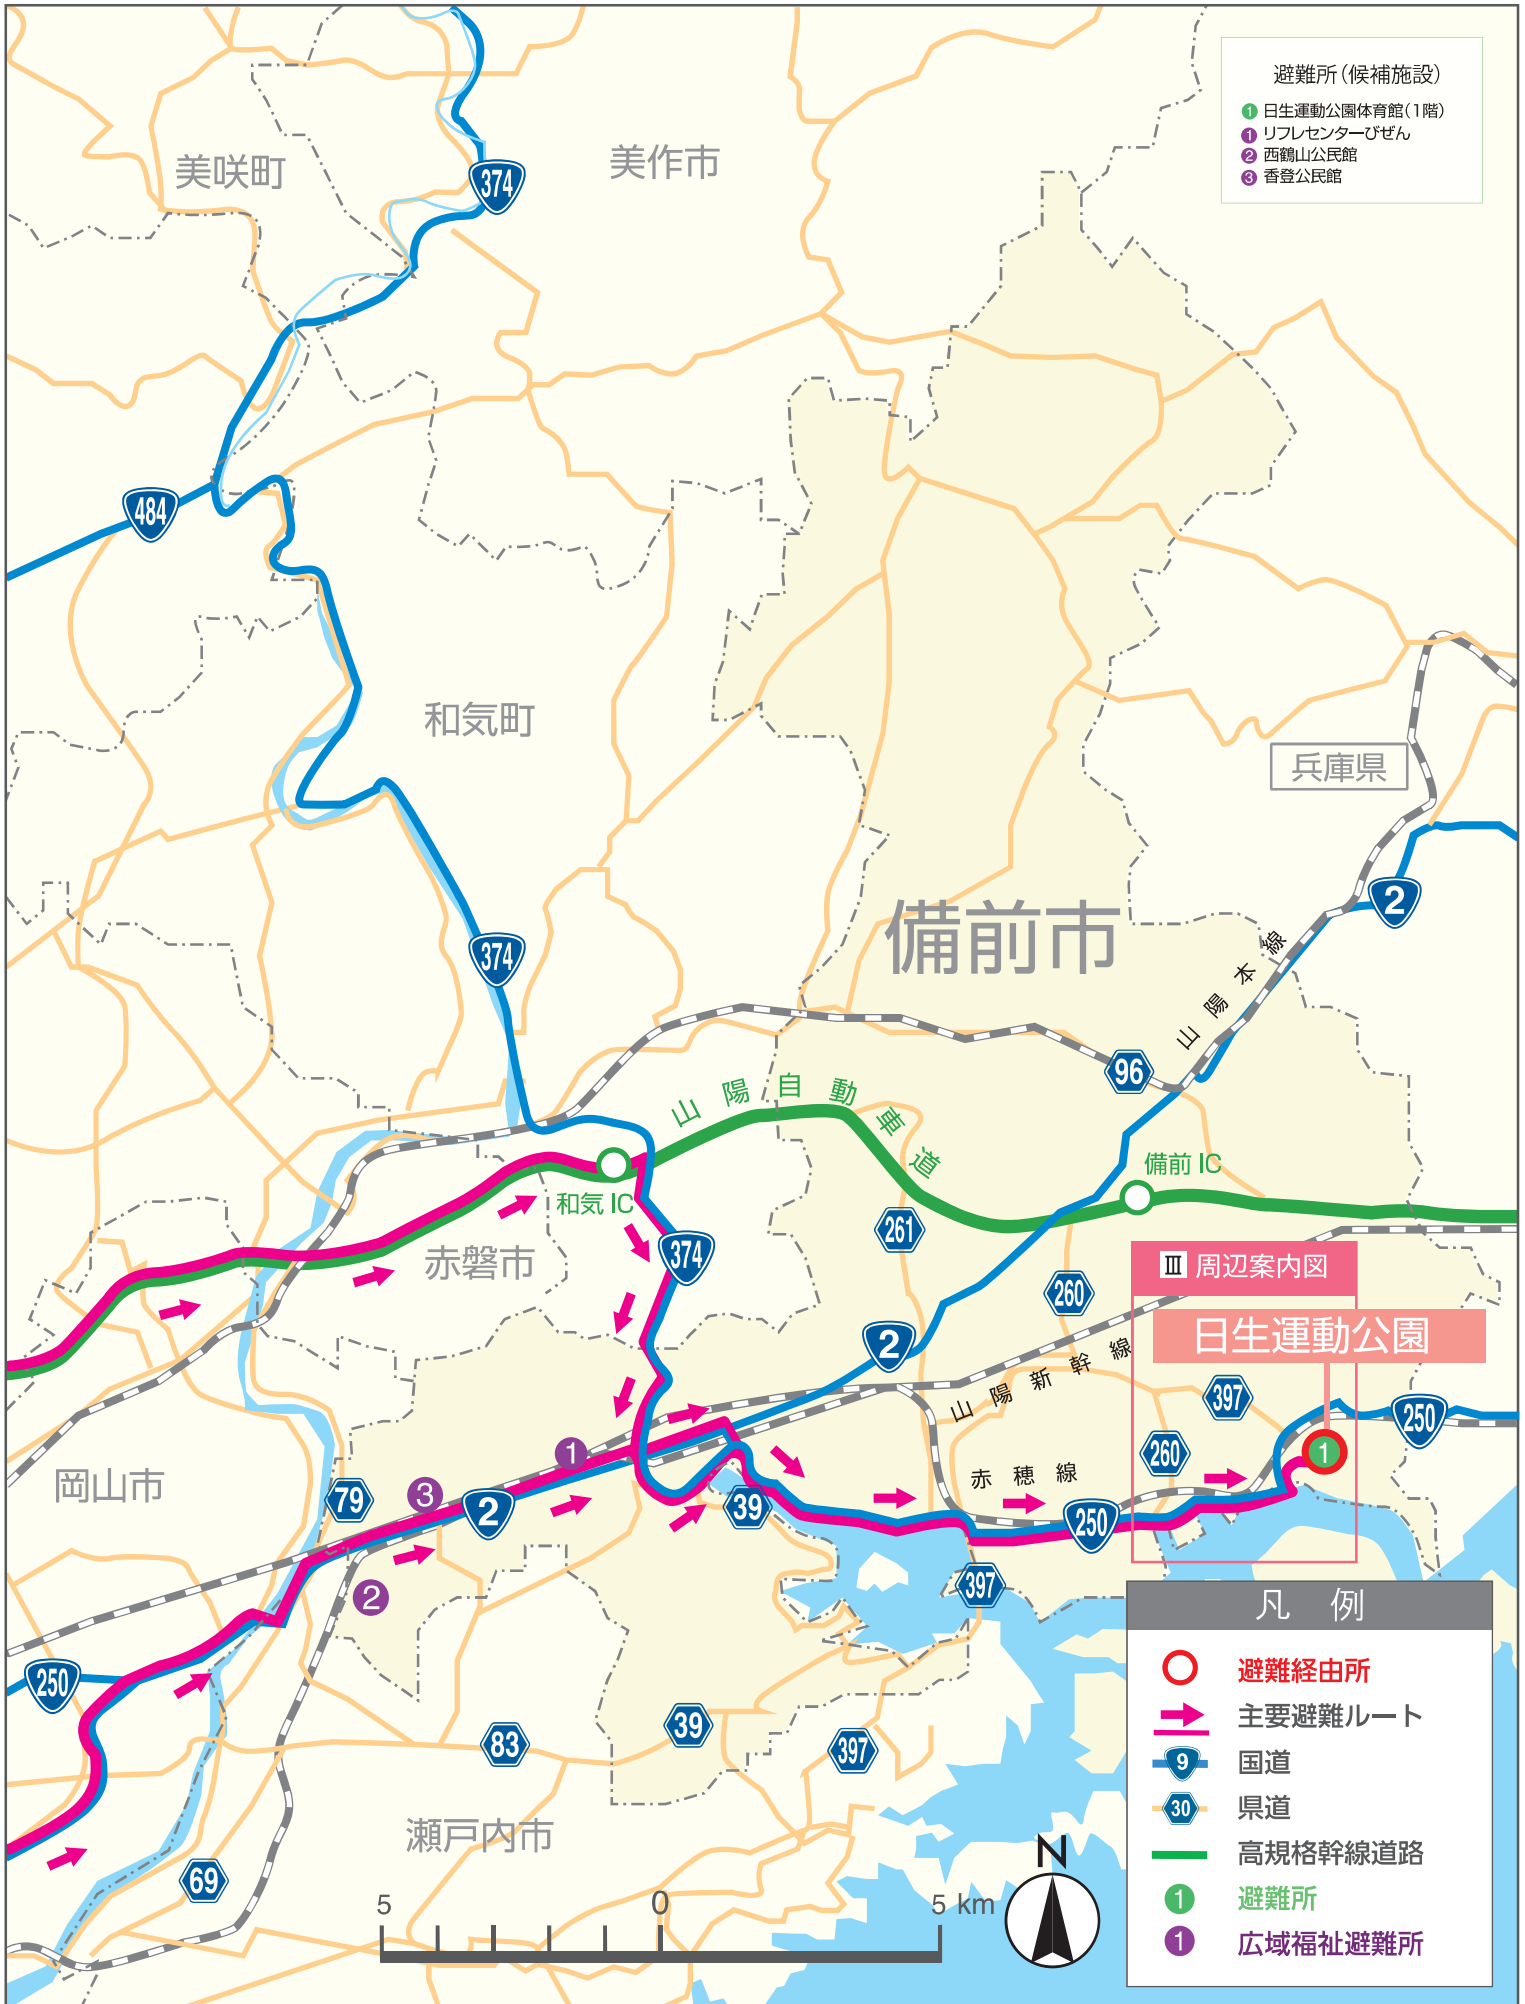 避難所（候補施設）
1 日生運動公園体育館（1階）
1 リフレセンターびぜん
2 西鶴山公民館
3 香登公民館
美咲町
美作市
374
484
和気町
兵庫県
2
備前市
374
山陽本線
96
山陽自動車道
備前 IC
和気 IC
261
374
赤磐市
260
Ⅲ 周辺案内図
日生運動公園
2
山陽新幹線
397
250
1
260
1
赤穂線
岡山市
79
3
2
39
250
2
397
凡 例
避難経由所
主要避難ルート
9 国道
30 県道
高規格幹線道路
1 避難所
1 広域福祉避難所
250
83
39
397
瀬戸内市
69
N
5 0 5 km